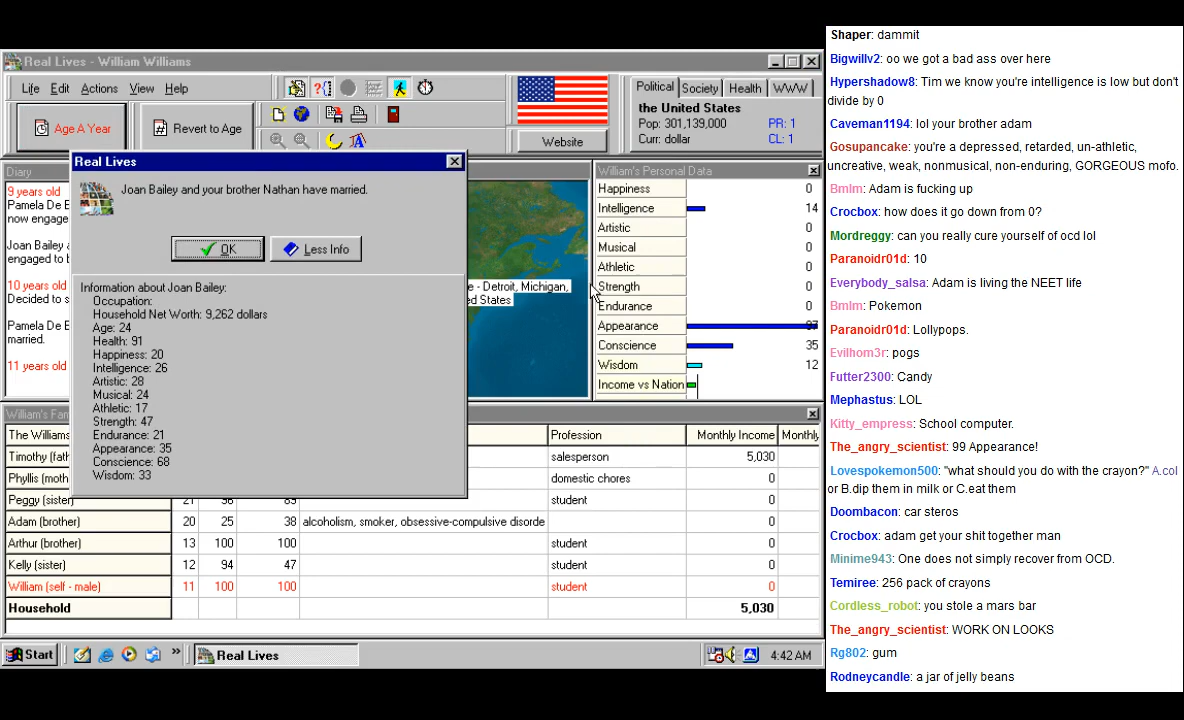 Real Lives - William Williams
Life Edit Actions View Help
Age A Year
Revert to Age
Website
Political Society Health WWW
the United States
Pop: 301,139,000 PR: 1
Curr: dollar CL: 1
Diary
9 years old
Pamela De B
now engage
Joan Bailey a
engaged to b
10 years old
Decided to s
Pamela De B
married.
11 years old
Real Lives
Joan Bailey and your brother Nathan have married.
OK
Less Info
Information about Joan Bailey:
Occupation:
Household Net Worth: 9,262 dollars
Age: 24
Health: 91
Happiness: 20
Intelligence: 26
Artistic: 28
Musical: 24
Athletic: 17
Strength: 47
Endurance: 21
Appearance: 35
Conscience: 68
Wisdom: 33
e - Detroit, Michigan,
ed States
William's Personal Data
Happiness 0
Intelligence 14
Artistic 0
Musical 0
Athletic 0
Strength 0
Endurance 0
Appearance 97
Conscience 35
Wisdom 12
Income vs Nation
William's Fam
The Williams Profession Monthly Income Monthly
Timothy (fath salesperson 5,030
Phyllis (moth domestic chores 0
Peggy (sister) 21 96 89 student 0
Adam (brother) 20 25 38 alcoholism, smoker, obsessive-compulsive disorde 0
Arthur (brother) 13 100 100 student 0
Kelly (sister) 12 94 47 student 0
William (self - male) 11 100 100 student 0
Household 5,030
Start
Real Lives
4:42 AM
Shaper: dammit
Bigwillv2: oo we got a bad ass over here
Hypershadow8: Tim we know you're intelligence is low but don't
divide by 0
Caveman1194: lol your brother adam
Gosupancake: you're a depressed, retarded, un-athletic,
uncreative, weak, nonmusical, non-enduring, GORGEOUS mofo.
Bmlm: Adam is fucking up
Crocbox: how does it go down from 0?
Mordreggy: can you really cure yourself of ocd lol
Paranoidr01d: 10
Everybody_salsa: Adam is living the NEET life
Bmlm: Pokemon
Paranoidr01d: Lollypops.
Evilhom3r: pogs
Futter2300: Candy
Mephastus: LOL
Kitty_empress: School computer.
The_angry_scientist: 99 Appearance!
Lovespokemon500: "what should you do with the crayon?" A.col
or B.dip them in milk or C.eat them
Doombacon: car steros
Crocbox: adam get your shit together man
Minime943: One does not simply recover from OCD.
Temiree: 256 pack of crayons
Cordless_robot: you stole a mars bar
The_angry_scientist: WORK ON LOOKS
Rg802: gum
Rodneycandle: a jar of jelly beans